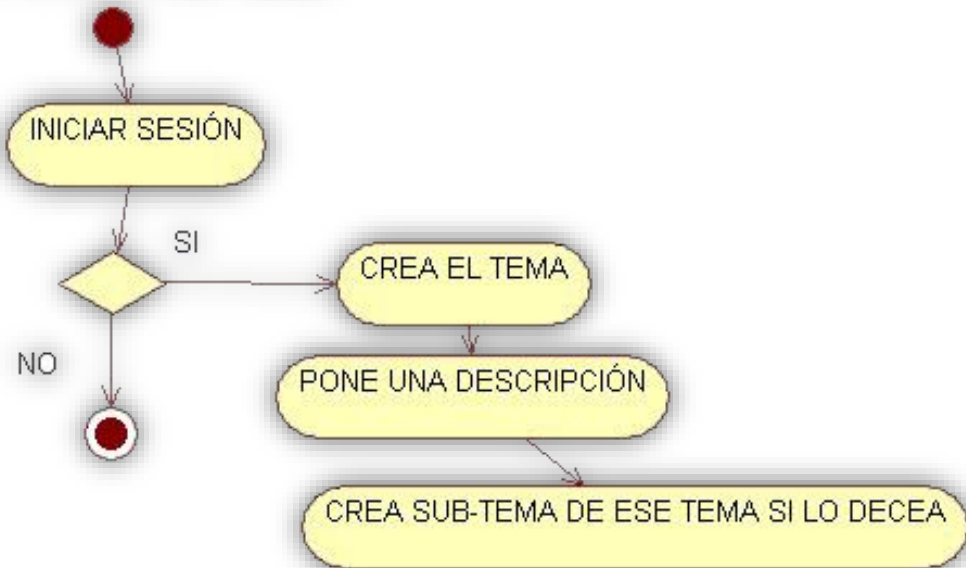 INICIAR SESIÓN
SI
CREA EL TEMA
NO
PONE UNA DESCRIPCIÓN
CREA SUB-TEMA DE ESE TEMA SI LO DECEA